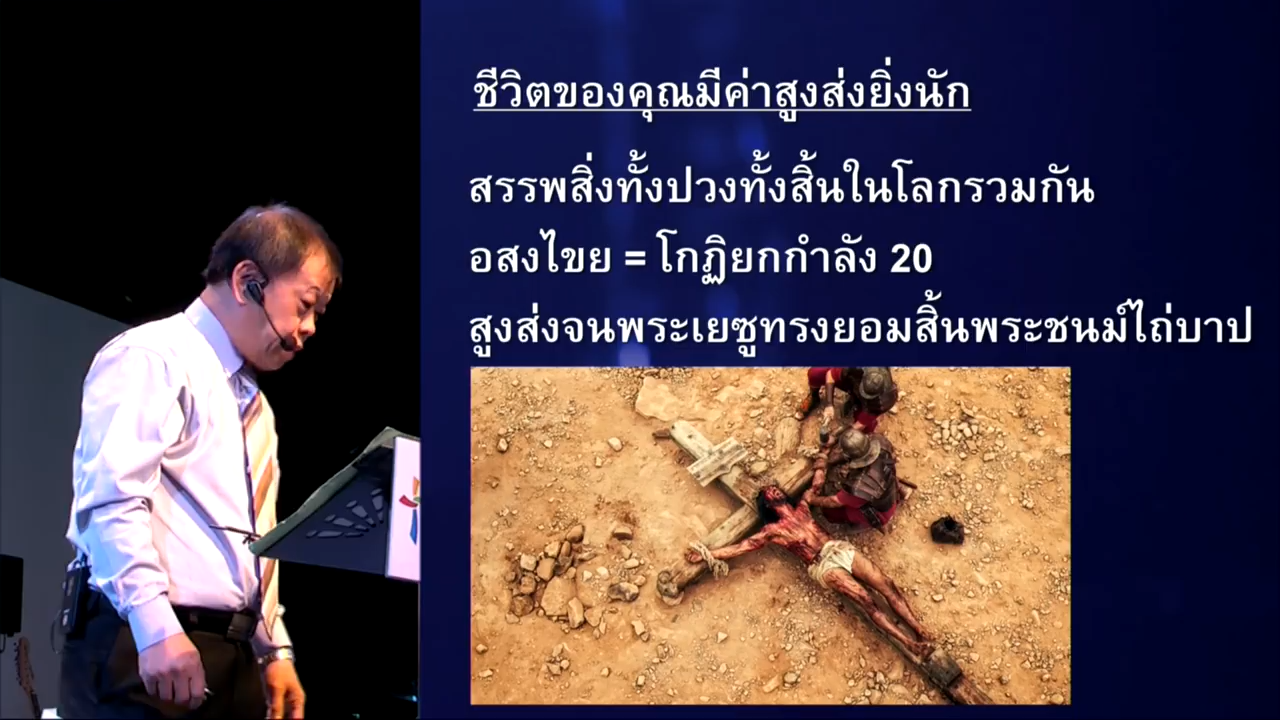 ชีวิตของคุณมีค่าสูงส่งยิ่งนัก
สรรพสิ่งทั้งปวงทั้งสิ้นในโลกรวมกัน
อสงไขย = โกฏิยกกำลัง 20
สูงส่งจนพระเยซูทรงยอมสิ้นพระชนม์ไถ่บาป